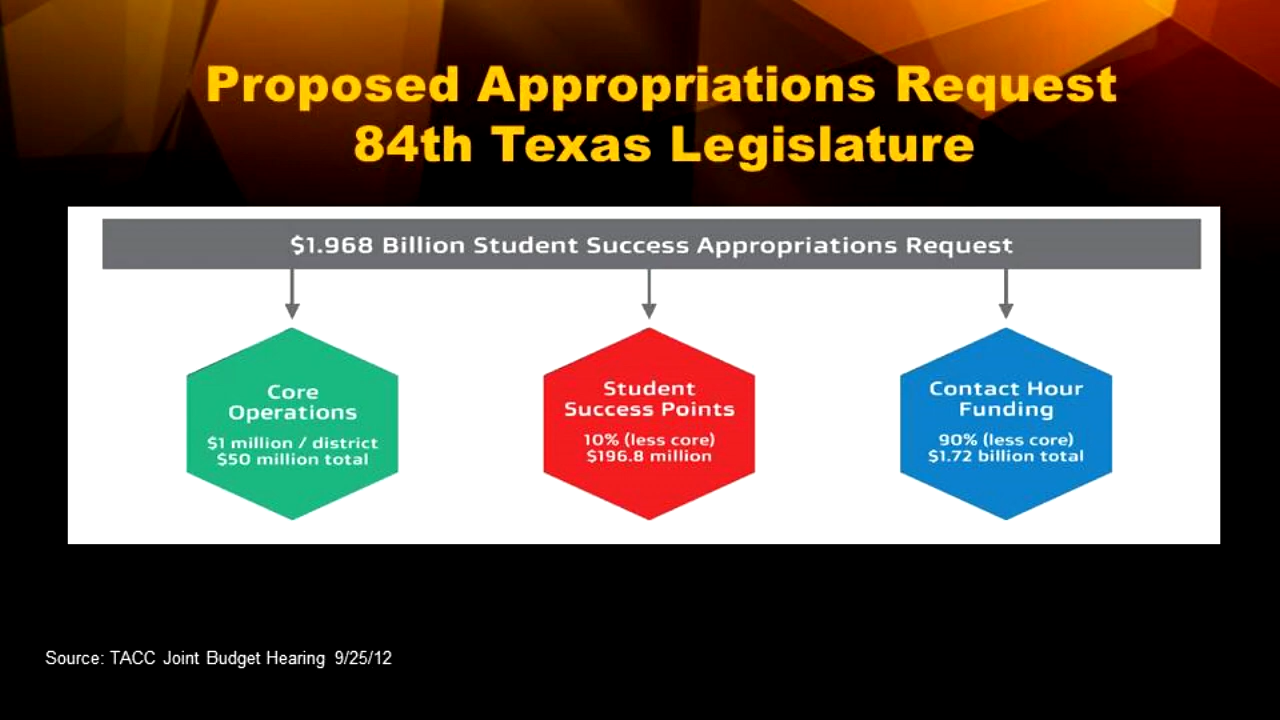 Proposed Appropriations Request
84th Texas Legislature
$1.968 Billion Student Success Appropriations Request
Core
Operations
$1 million / district
$50 million total
Student
Success Points
10% (less core)
$196.8 million
Contact Hour
Funding
90% (less core)
$1.72 billion total
Source: TACC Joint Budget Hearing 9/25/12